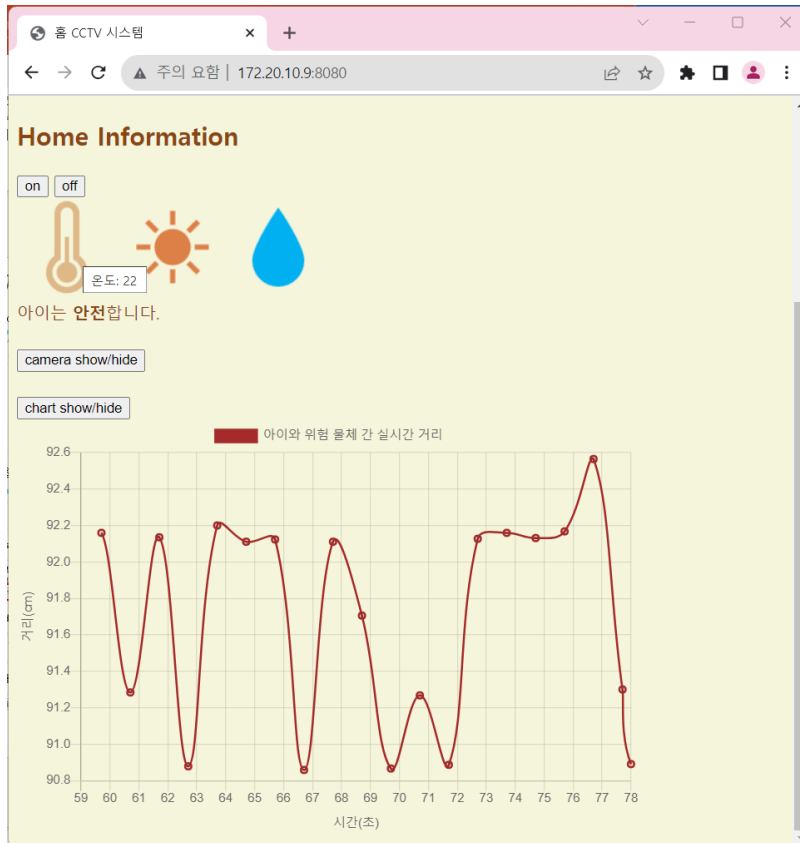 홈 CCTV 시스템
주의 요함 172.20.10.9:8080
Home Information
on off
온도: 22
아이는 안전합니다.
camera show/hide
chart show/hide
아이와 위험 물체 간 실시간 거리
92.6
92.4
92.2
92.0
91.8
91.6
91.4
91.2
91.0
90.8
거리(cm)
59 60 61 62 63 64 65 66 67 68 69 70 71 72 73 74 75 76 77 78
시간(초)